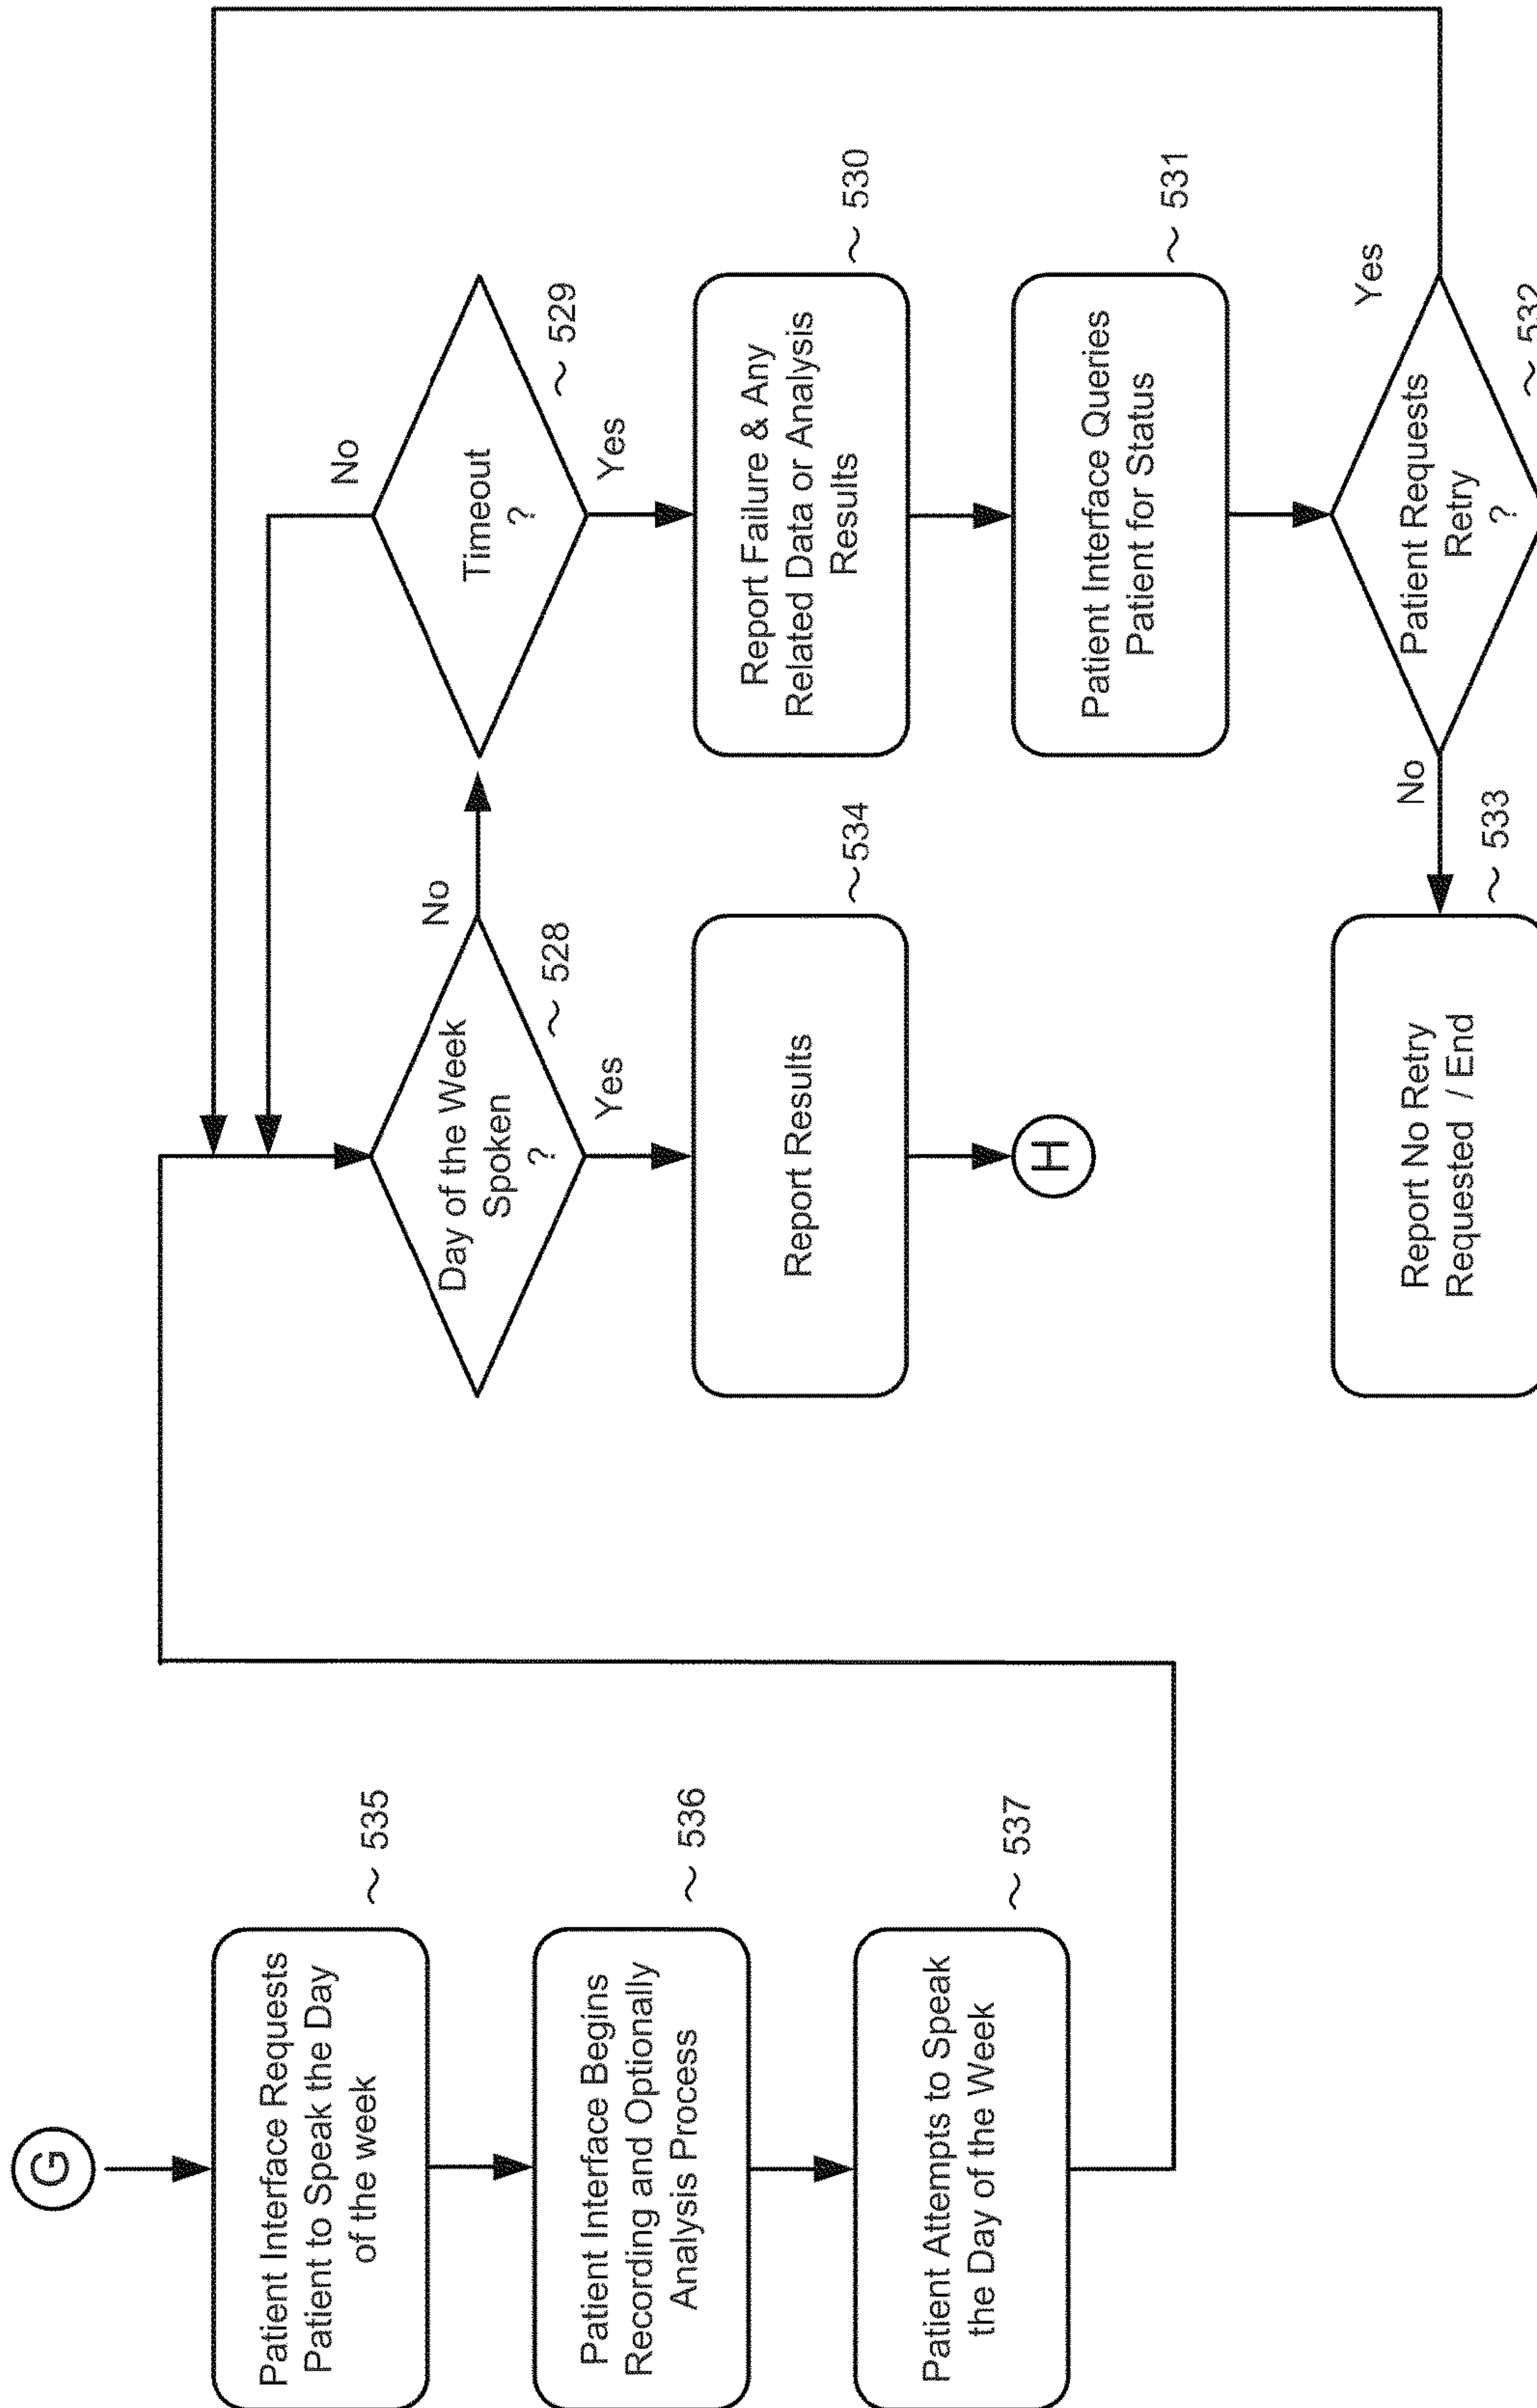 G
Patient Interface Requests
Patient to Speak the Day
of the week
~ 535
Patient Interface Begins
Recording and Optionally
Analysis Process
~ 536
Patient Attempts to Speak
the Day of the Week
~ 537
Day of the Week
Spoken
?
~ 528
No
Yes
Timeout
?
~ 529
No
Yes
Report Results
~534
H
Report Failure & Any
Related Data or Analysis
Results
~ 530
Patient Interface Queries
Patient for Status
~ 531
Patient Requests
Retry
?
~ 532
Yes
No
Report No Retry
Requested / End
~ 533